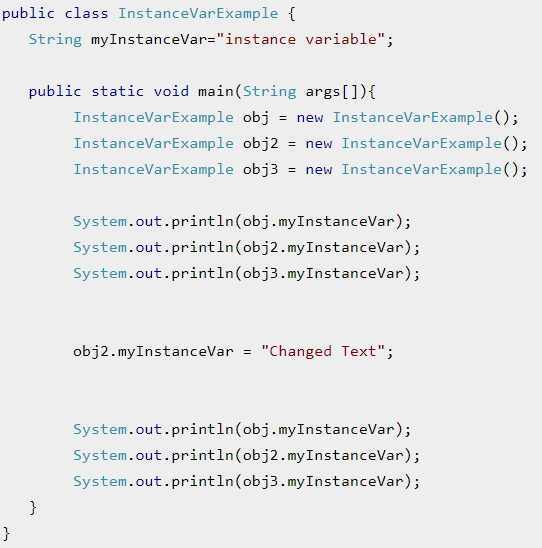 public class InstanceVarExample {
String myInstanceVar="instance variable";
public static void main(String args[]){
InstanceVarExample obj = new InstanceVarExample();
InstanceVarExample obj2 = new InstanceVarExample();
InstanceVarExample obj3 = new InstanceVarExample();
System.out.println(obj.myInstanceVar);
System.out.println(obj2.myInstanceVar);
System.out.println(obj3.myInstanceVar);
obj2.myInstanceVar = "Changed Text";
System.out.println(obj.myInstanceVar);
System.out.println(obj2.myInstanceVar);
System.out.println(obj3.myInstanceVar);
}
}